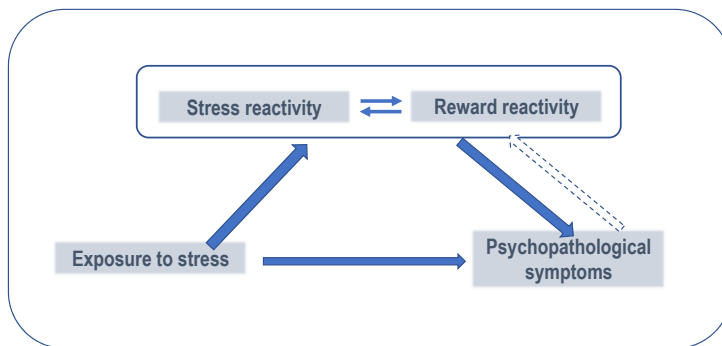 Stress reactivity
Reward reactivity
Exposure to stress
Psychopathological
symptoms